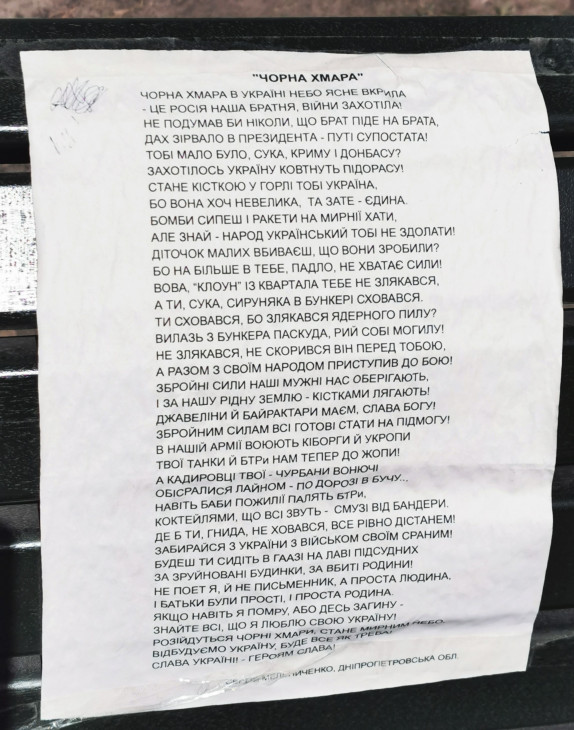 "ЧОРНА ХМАРА"
ЧОРНА ХМАРА В УКРАЇНІ НЕБО ЯСНЕ ВКРИЛА
- ЦЕ РОСІЯ НАША БРАТНЯ, ВІЙНИ ЗАХОТІЛА!
НЕ ПОДУМАВ БИ НІКОЛИ, ЩО БРАТ ПІДЕ НА БРАТА,
ДАХ ЗІРВАЛО В ПРЕЗИДЕНТА - ПУТІ СУПОСТАТА!
ТОБІ МАЛО БУЛО, СУКА, КРИМУ І ДОНБАСУ?
ЗАХОТІЛОСЬ УКРАЇНУ КОВТНУТЬ ПІДОРАСУ!
СТАНЕ КІСТКОЮ У ГОРЛІ ТОБІ УКРАЇНА,
БО ВОНА ХОЧ НЕВЕЛИКА, ТА ЗАТЕ - ЄДИНА.
БОМБИ СИПЕШ І РАКЕТИ НА МИРНІЇ ХАТИ,
АЛЕ ЗНАЙ - НАРОД УКРАЇНСЬКИЙ ТОБІ НЕ ЗДОЛАТИ!
ДІТОЧОК МАЛИХ ВБИВАЄШ, ЩО ВОНИ ЗРОБИЛИ?
БО НА БІЛЬШЕ В ТЕБЕ, ПАДЛО, НЕ ХВАТАЄ СИЛИ!
ВОВА, "КЛОУН" ІЗ КВАРТАЛА ТЕБЕ НЕ ЗЛЯКАВСЯ,
А ТИ, СУКА, СИРУНЯКА В БУНКЕРІ СХОВАВСЯ.
ТИ СХОВАВСЯ, БО ЗЛЯКАВСЯ ЯДЕРНОГО ПИЛУ?
ВИЛАЗЬ З БУНКЕРА ПАСКУДА, РИЙ СОБІ МОГИЛУ!
НЕ ЗЛЯКАВСЯ, НЕ СКОРИВСЯ ВІН ПЕРЕД ТОБОЮ,
А РАЗОМ З СВОЇМ НАРОДОМ ПРИСТУПИВ ДО БОЮ!
ЗБРОЙНІ СИЛИ НАШІ МУЖНІ НАС ОБЕРІГАЮТЬ,
І ЗА НАШУ РІДНУ ЗЕМЛЮ - КІСТКАМИ ЛЯГАЮТЬ!
ДЖАВЕЛІНИ Й БАЙРАКТАРИ МАЄМ, СЛАВА БОГУ!
ЗБРОЙНИМ СИЛАМ ВСІ ГОТОВІ СТАТИ НА ПІДМОГУ!
В НАШІЙ АРМІЇ ВОЮЮТЬ КІБОРГИ Й УКРОПИ
ТВОЇ ТАНКИ Й БТРи НАМ ТЕПЕР ДО ЖОПИ!
А КАДИРОВЦІ ТВОЇ - ЧУРБАНИ ВОНЮЧІ
ОБІСРАЛИСЯ ЛАЙНОМ - ПО ДОРОЗІ В БУЧУ..,
НАВІТЬ БАБИ ПОЖИЛІЇ ПАЛЯТЬ БТРи,
КОКТЕЙЛЯМИ, ЩО ВСІ ЗВУТЬ - СМУЗІ ВІД БАНДЕРИ.
ДЕ Б ТИ, ГНИДА, НЕ ХОВАВСЯ, ВСЕ РІВНО ДІСТАНЕМ!
ЗАБИРАЙСЯ З УКРАЇНИ З ВІЙСЬКОМ СВОЇМ СРАНИМ!
БУДЕШ ТИ СИДІТЬ В ГААЗІ НА ЛАВІ ПІДСУДНИХ
ЗА ЗРУЙНОВАНІ БУДИНКИ, ЗА ВБИТІ РОДИНИ!
НЕ ПОЕТ Я, Й НЕ ПИСЬМЕННИК, А ПРОСТА ЛЮДИНА,
І БАТЬКИ БУЛИ ПРОСТІ, І ПРОСТА РОДИНА.
ЯКЩО НАВІТЬ Я ПОМРУ, АБО ДЕСЬ ЗАГИНУ -
ЗНАЙТЕ ВСІ, ЩО Я ЛЮБЛЮ СВОЮ УКРАЇНУ!
РОЗІЙДУТЬСЯ ЧОРНІ ХМАРИ, СТАНЕ МИРНИМ НЕБО.
ВІДБУДУЄМО УКРАЇНУ, БУДЕ ВСЕ ЯК ТРЕБА!
СЛАВА УКРАЇНІ! - ГЕРОЯМ СЛАВА!
ДНІПРОПЕТРОВСЬКА ОБЛ.